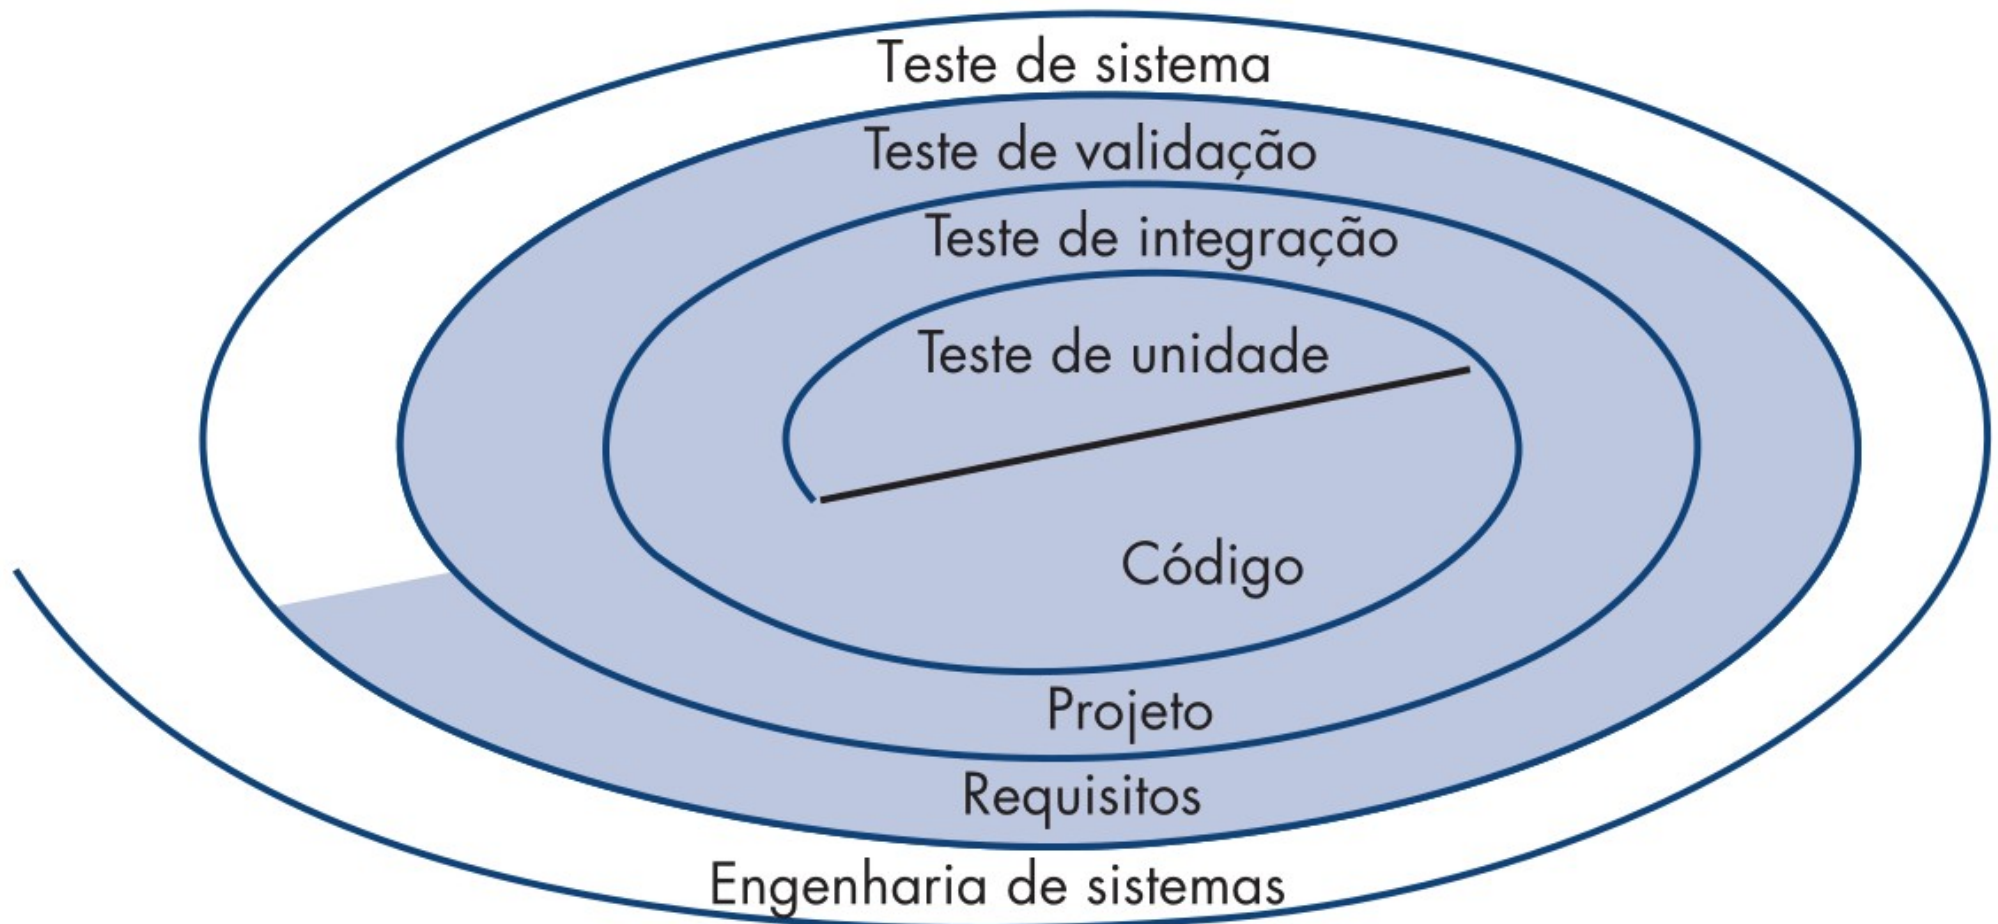 Teste de sistema
Teste de validação
Teste de integração
Teste de unidade
Código
Projeto
Requisitos
Engenharia de sistemas